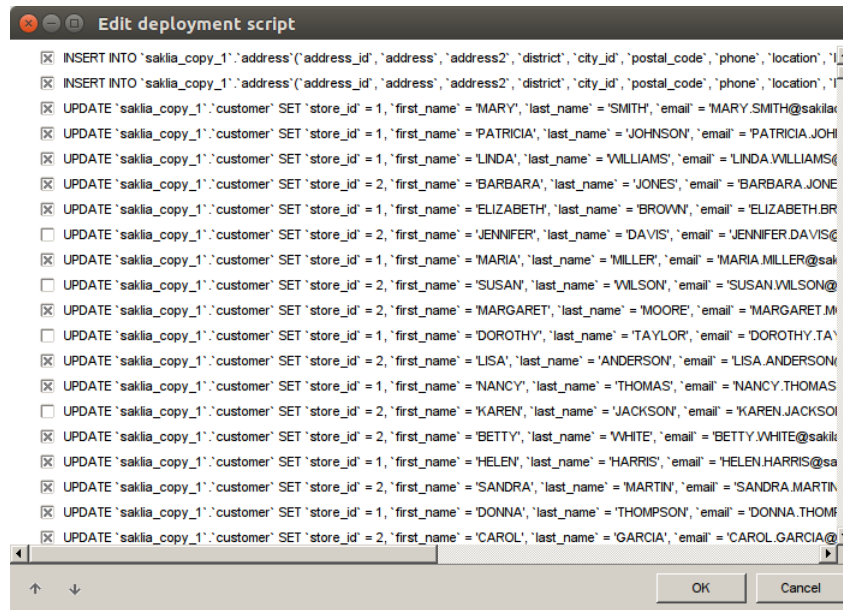 Edit deployment script
INSERT INTO `saklia_copy_1`.`address`(`address_id`, `address`, `address2`, `district`, `city_id`, `postal_code`, `phone`, `location`, `l
INSERT INTO `saklia_copy_1`.`address`(`address_id`, `address`, `address2`, `district`, `city_id`, `postal_code`, `phone`, `location`, `l
UPDATE `saklia_copy_1`.`customer` SET `store_id` = 1, `first_name` = 'MARY', `last_name` = 'SMITH', `email` = 'MARY.SMITH@sakilac
UPDATE `saklia_copy_1`.`customer` SET `store_id` = 1, `first_name` = 'PATRICIA', `last_name` = 'JOHNSON', `email` = 'PATRICIA.JOH
UPDATE `saklia_copy_1`.`customer` SET `store_id` = 1, `first_name` = 'LINDA', `last_name` = 'WILLIAMS', `email` = 'LINDA.WILLIAMS@
UPDATE `saklia_copy_1`.`customer` SET `store_id` = 2, `first_name` = 'BARBARA', `last_name` = 'JONES', `email` = 'BARBARA.JONE
UPDATE `saklia_copy_1`.`customer` SET `store_id` = 1, `first_name` = 'ELIZABETH', `last_name` = 'BROWN', `email` = 'ELIZABETH.BR
UPDATE `saklia_copy_1`.`customer` SET `store_id` = 2, `first_name` = 'JENNIFER', `last_name` = 'DAVIS', `email` = 'JENNIFER.DAVIS@
UPDATE `saklia_copy_1`.`customer` SET `store_id` = 1, `first_name` = 'MARIA', `last_name` = 'MILLER', `email` = 'MARIA.MILLER@sak
UPDATE `saklia_copy_1`.`customer` SET `store_id` = 2, `first_name` = 'SUSAN', `last_name` = 'WILSON', `email` = 'SUSAN.WILSON@
UPDATE `saklia_copy_1`.`customer` SET `store_id` = 2, `first_name` = 'MARGARET', `last_name` = 'MOORE', `email` = 'MARGARET.M
UPDATE `saklia_copy_1`.`customer` SET `store_id` = 1, `first_name` = 'DOROTHY', `last_name` = 'TAYLOR', `email` = 'DOROTHY.TAY
UPDATE `saklia_copy_1`.`customer` SET `store_id` = 2, `first_name` = 'LISA', `last_name` = 'ANDERSON', `email` = 'LISA.ANDERSON@
UPDATE `saklia_copy_1`.`customer` SET `store_id` = 1, `first_name` = 'NANCY', `last_name` = 'THOMAS', `email` = 'NANCY.THOMAS
UPDATE `saklia_copy_1`.`customer` SET `store_id` = 2, `first_name` = 'KAREN', `last_name` = 'JACKSON', `email` = 'KAREN.JACKSO
UPDATE `saklia_copy_1`.`customer` SET `store_id` = 2, `first_name` = 'BETTY', `last_name` = 'WHITE', `email` = 'BETTY.WHITE@sakila
UPDATE `saklia_copy_1`.`customer` SET `store_id` = 1, `first_name` = 'HELEN', `last_name` = 'HARRIS', `email` = 'HELEN.HARRIS@sa
UPDATE `saklia_copy_1`.`customer` SET `store_id` = 2, `first_name` = 'SANDRA', `last_name` = 'MARTIN', `email` = 'SANDRA.MARTIN
UPDATE `saklia_copy_1`.`customer` SET `store_id` = 1, `first_name` = 'DONNA', `last_name` = 'THOMPSON', `email` = 'DONNA.THOMP
UPDATE `saklia_copy_1`.`customer` SET `store_id` = 2, `first_name` = 'CAROL', `last_name` = 'GARCIA', `email` = 'CAROL.GARCIA@
OK Cancel